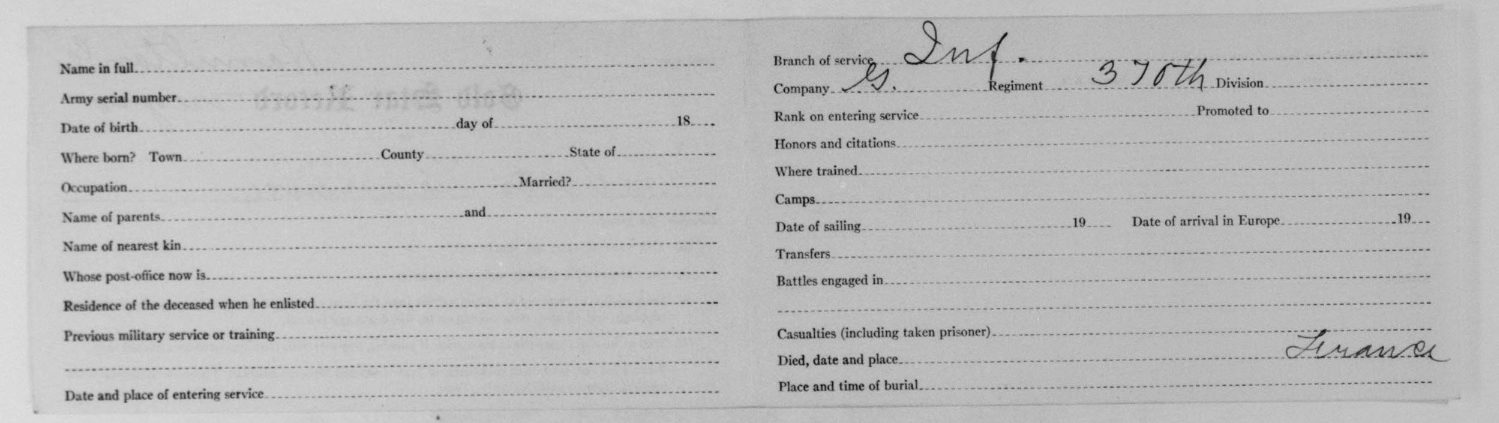 Name in full
Army serial number
Date of birth day of 18
Where born? Town County State of
Occupation Married?
Name of parents and
Name of nearest kin
Whose post-office now is
Residence of the deceased when he enlisted
Previous military service or training
Date and place of entering service
Branch of service Inf.
Company G. Regiment 370th Division
Rank on entering service Promoted to
Honors and citations
Where trained
Camps
Date of sailing 19 Date of arrival in Europe 19
Transfers
Battles engaged in
Casualties (including taken prisoner)
Died, date and place France
Place and time of burial